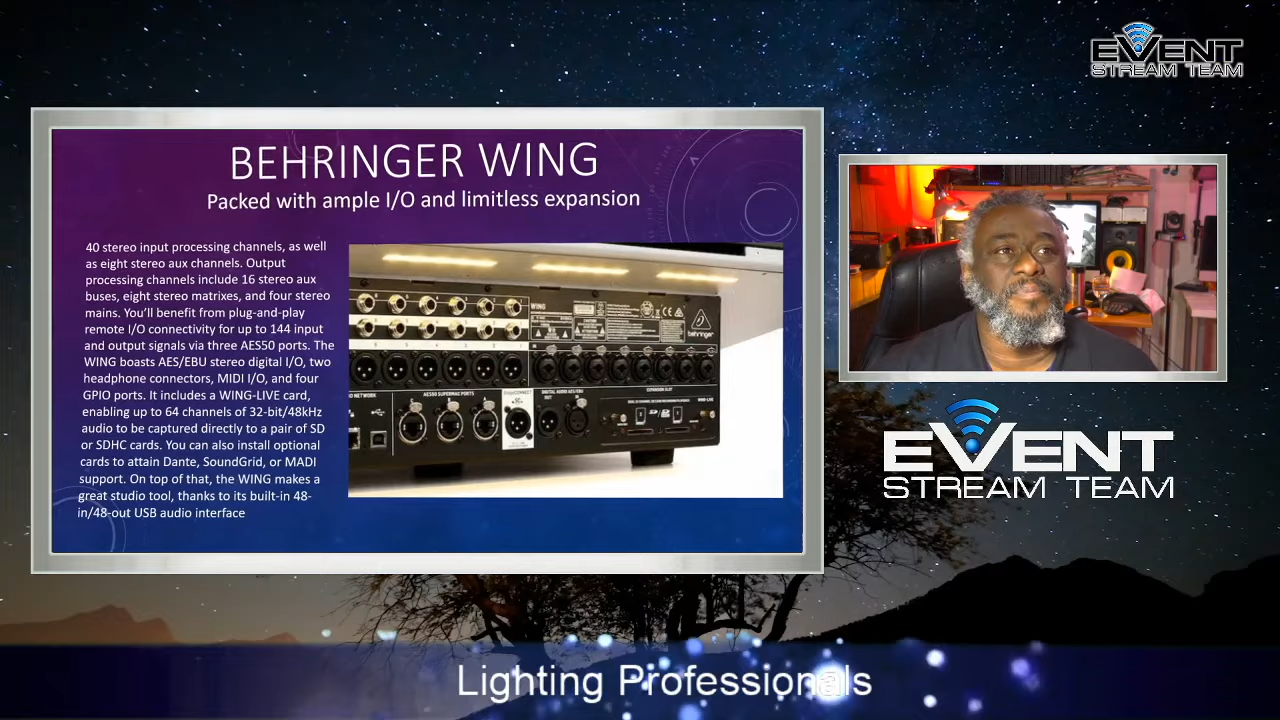 EVENT
STREAM TEAM
BEHRINGER WING
Packed with ample I/O and limitless expansion
40 stereo input processing channels, as well
as eight stereo aux channels. Output
processing channels include 16 stereo aux
buses, eight stereo matrixes, and four stereo
mains. You’ll benefit from plug-and-play
remote I/O connectivity for up to 144 input
and output signals via three AES50 ports. The
WING boasts AES/EBU stereo digital I/O, two
headphone connectors, MIDI I/O, and four
GPIO ports. It includes a WING-LIVE card,
enabling up to 64 channels of 32-bit/48kHz
audio to be captured directly to a pair of SD
or SDHC cards. You can also install optional
cards to attain Dante, SoundGrid, or MADI
support. On top of that, the WING makes a
great studio tool, thanks to its built-in 48-
in/48-out USB audio interface
WING
behringer
AES50 SUPERMAC PORTS
DIGITAL AUDIO AES/EBU
OUT
EXPANSION SLOT
EVENT
STREAM TEAM
Lighting Professionals